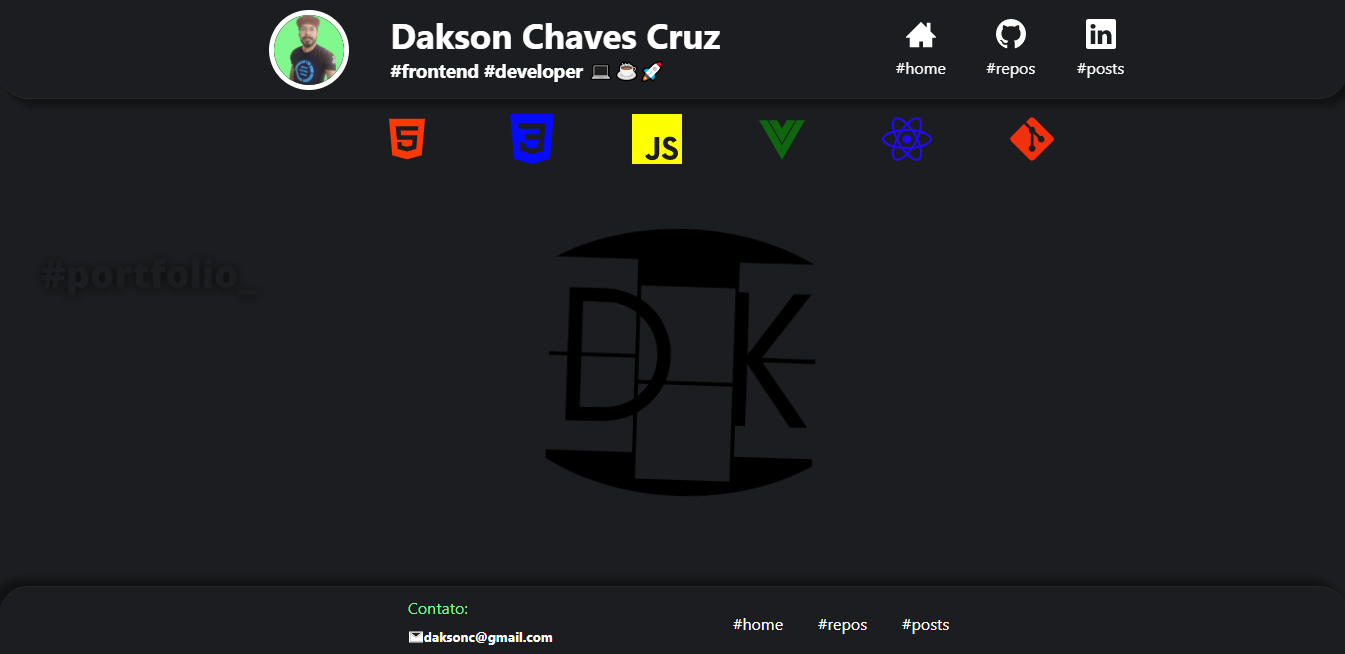 Dakson Chaves Cruz
#frontend #developer 💻 ☕ 🚀
#home #repos #posts
5 3 JS
#portfolio_
D K
Contato:
daksonc@gmail.com
#home #repos #posts